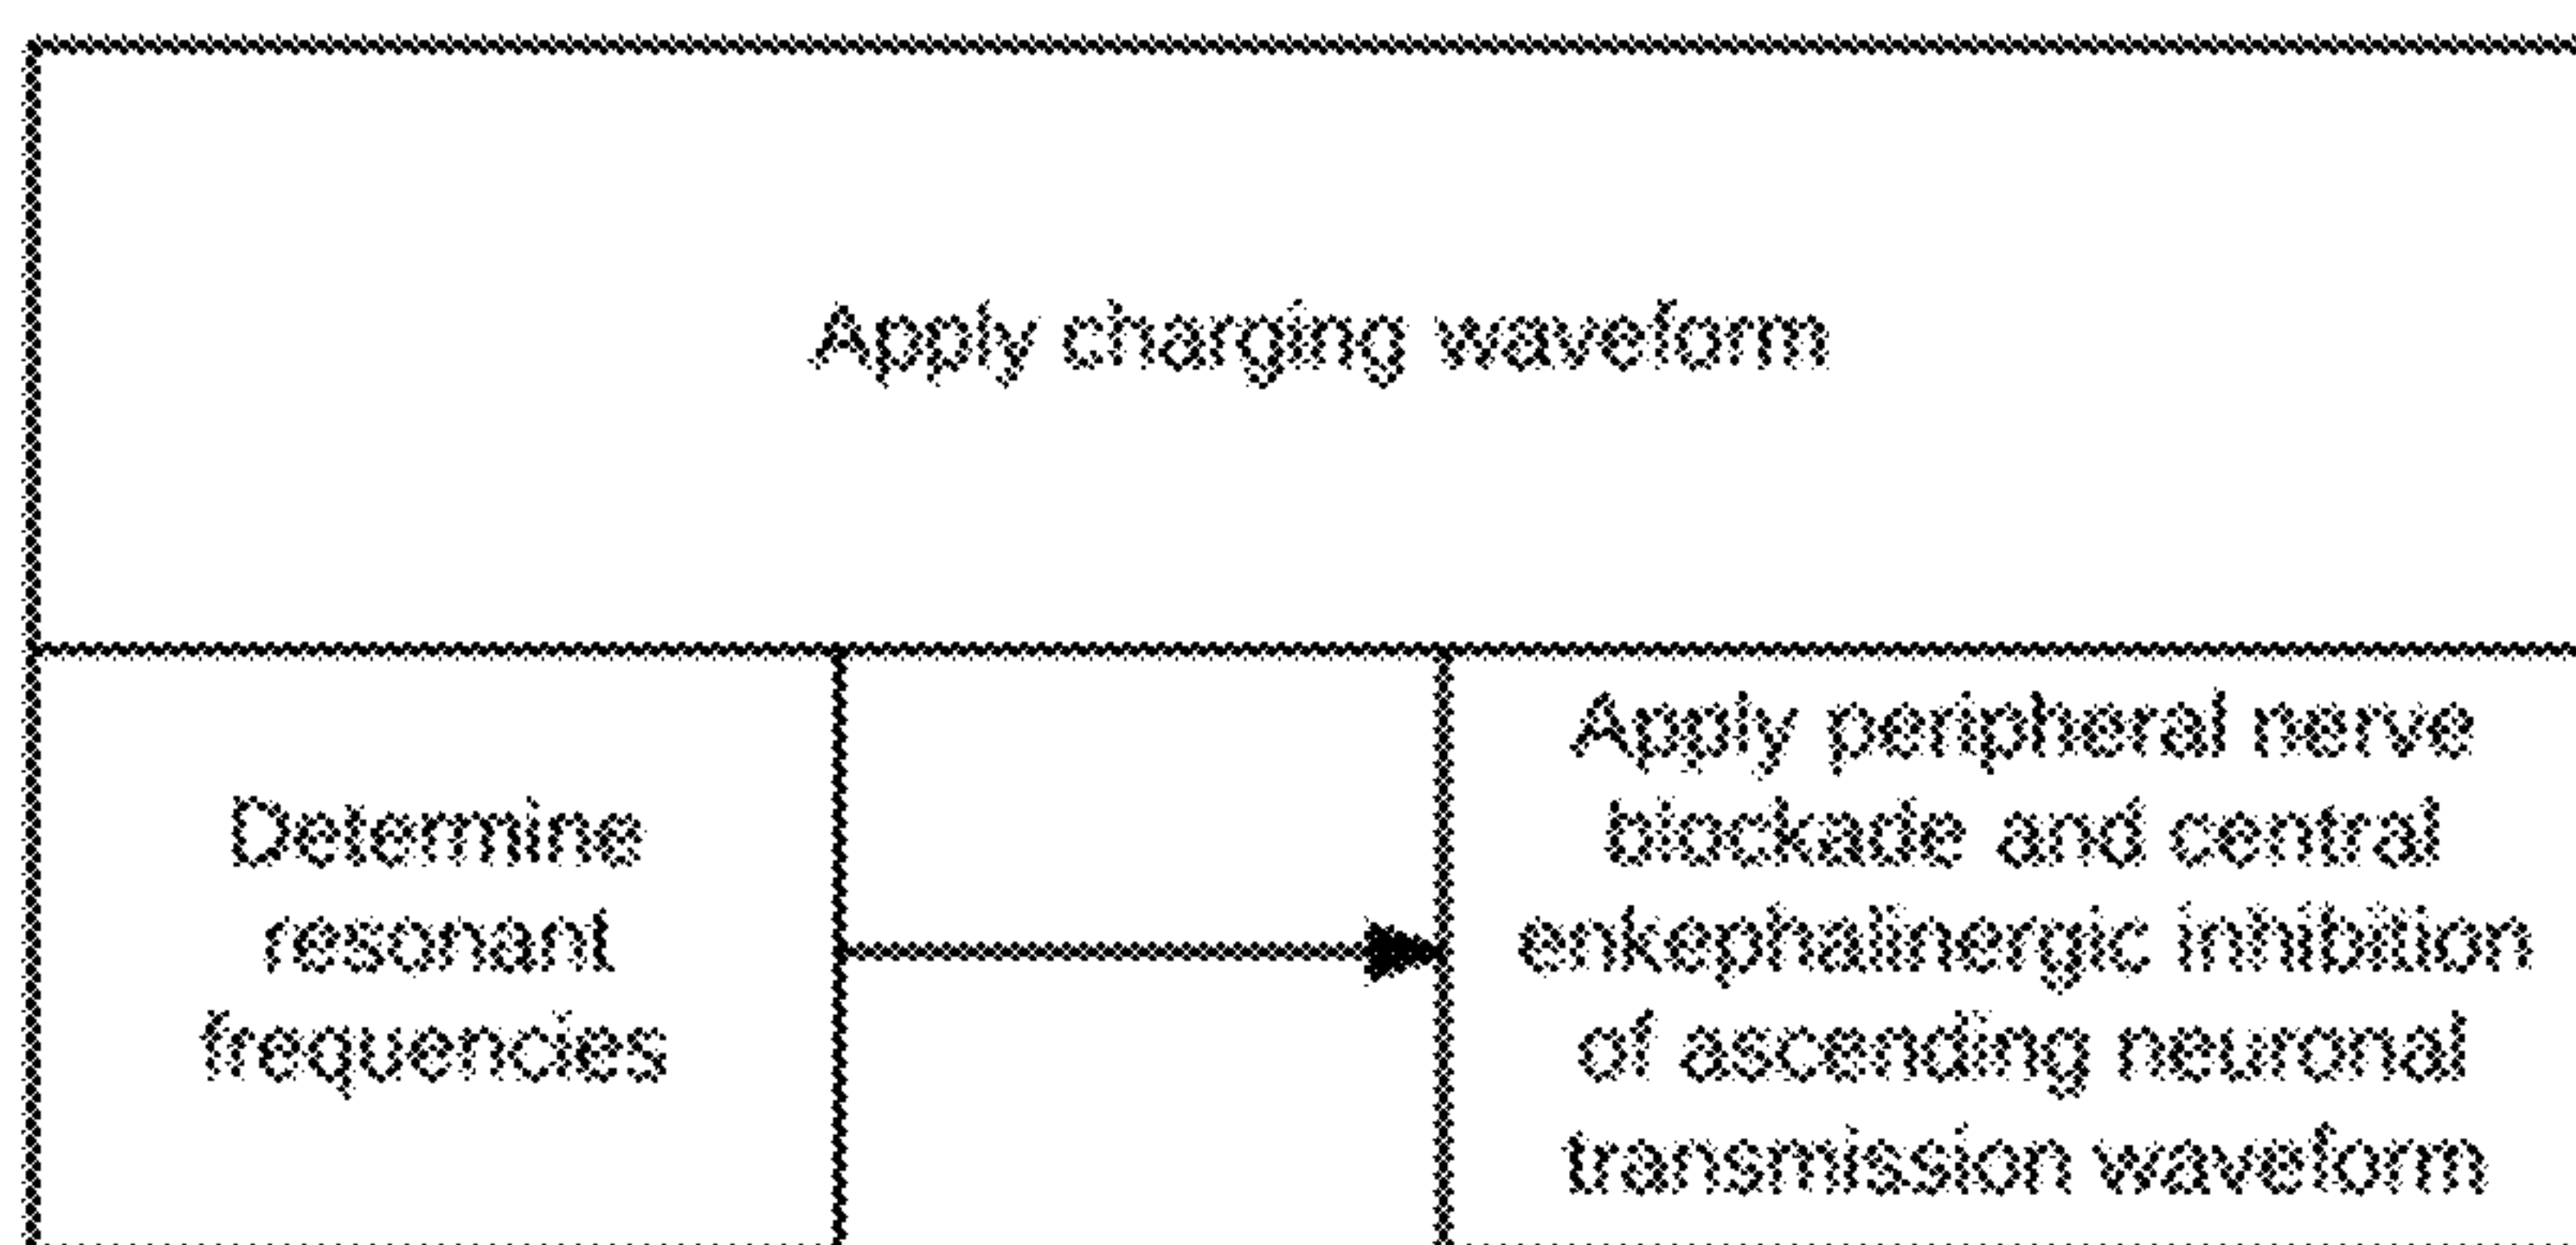 Apply charging waveform
Determine
resonant
frequencies
Apply peripheral nerve
blockade and central
enkephalinergic inhibition
of ascending neuronal
transmission waveform